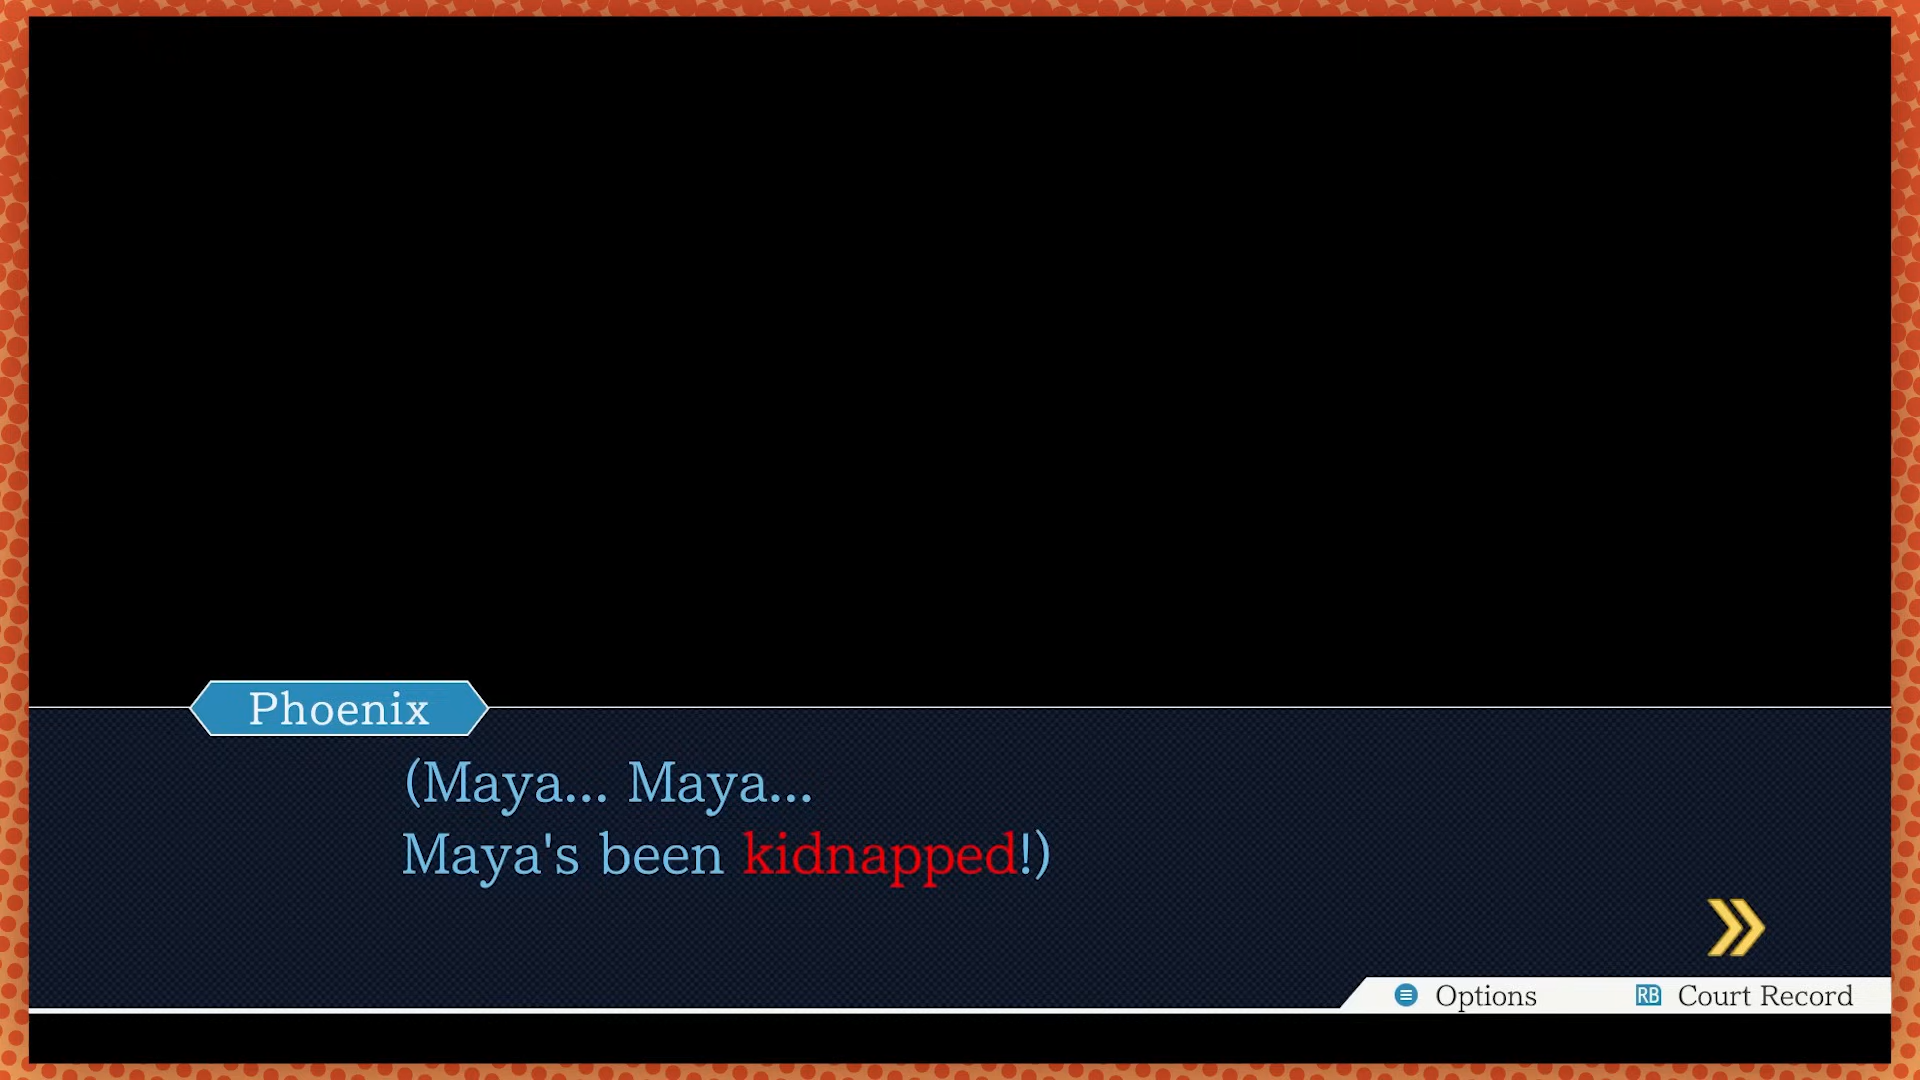 Phoenix
(Maya... Maya...
Maya's been kidnapped!)
Options
RB Court Record